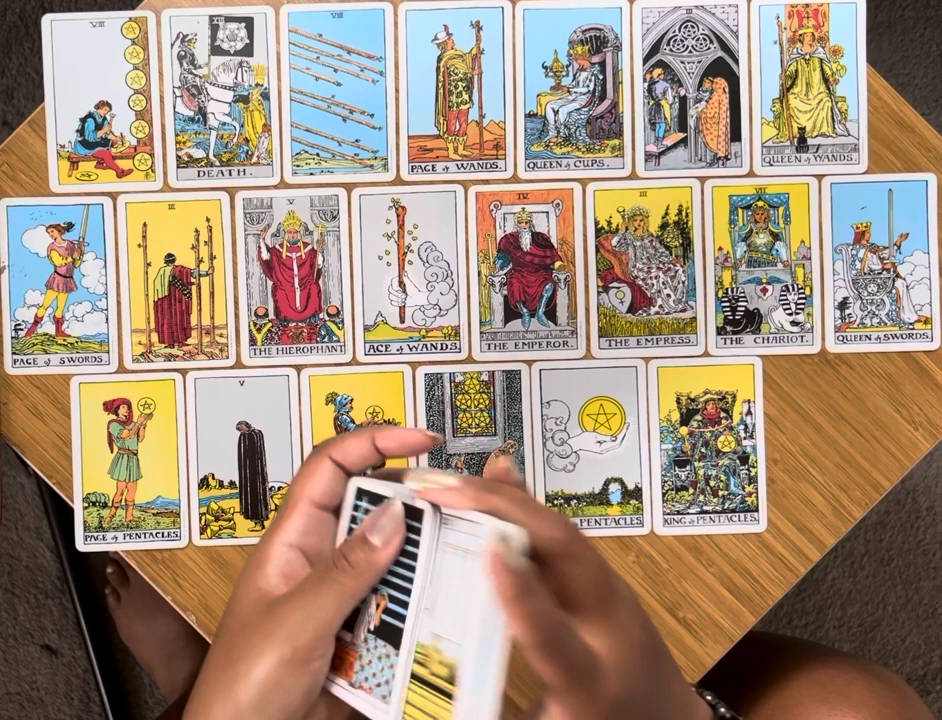 VIII
XIII
DEATH.
VIII
PAGE of WANDS.
QUEEN of CUPS.
III
QUEEN of WANDS.
PAGE of SWORDS.
III
V
THE HIEROPHANT
ACE of WANDS.
IV
THE EMPEROR.
III
THE EMPRESS.
VII
THE CHARIOT.
QUEEN of SWORDS.
PAGE of PENTACLES.
V
PENTACLES
KING of PENTACLES.